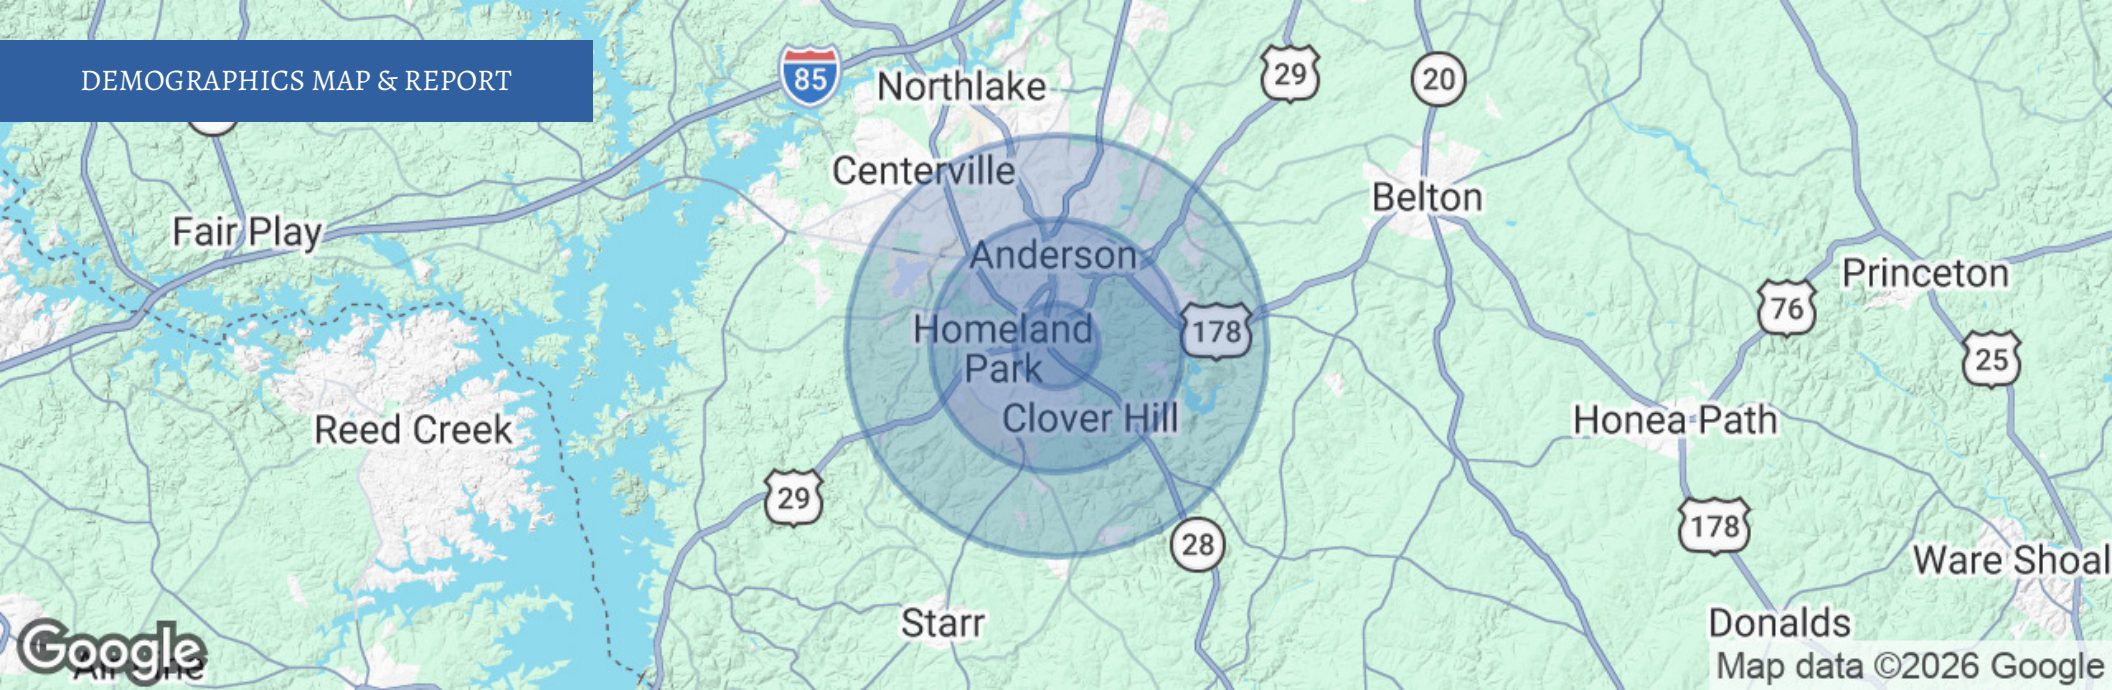 DEMOGRAPHICS MAP & REPORT
85
Northlake
29
20
Centerville
Belton
Fair Play
Anderson
Princeton
76
Homeland
Park
178
25
Reed Creek
Clover Hill
Honea Path
29
178
28
Ware Shoal
Starr
Donalds
Google
Map data ©2026 Google